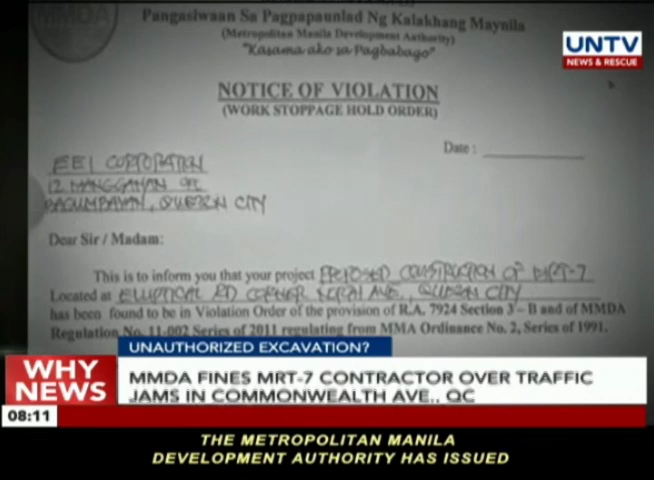 MMDA
Pangasiwaan Sa Pagpapaunlad Ng Kalakhang Maynila
(Metropolitan Manila Development Authority)
"Kasama ako sa Pagbabago"
UNTV
NEWS & RESCUE
NOTICE OF VIOLATION
(WORK STOPPAGE HOLD ORDER)
Date :
EEI CORPORATION
12 MANGGAHAN
BAGUMBAYAN, QUEZON CITY
Dear Sir / Madam:
This is to inform you that your project PROPOSED CONSTRUCTION OF MRT-7
Located at ELLIPTICAL RD CORNER NORTH AVE., QUEZON CITY
has been found to be in Violation Order of the provision of R.A. 7924 Section 3 - B and of MMDA
Regulation No. 11-002 Series of 2011 regulating from MMA Ordinance No. 2, Series of 1991.
UNAUTHORIZED EXCAVATION?
WHY
NEWS
MMDA FINES MRT-7 CONTRACTOR OVER TRAFFIC
JAMS IN COMMONWEALTH AVE., QC
08:11
THE METROPOLITAN MANILA
DEVELOPMENT AUTHORITY HAS ISSUED